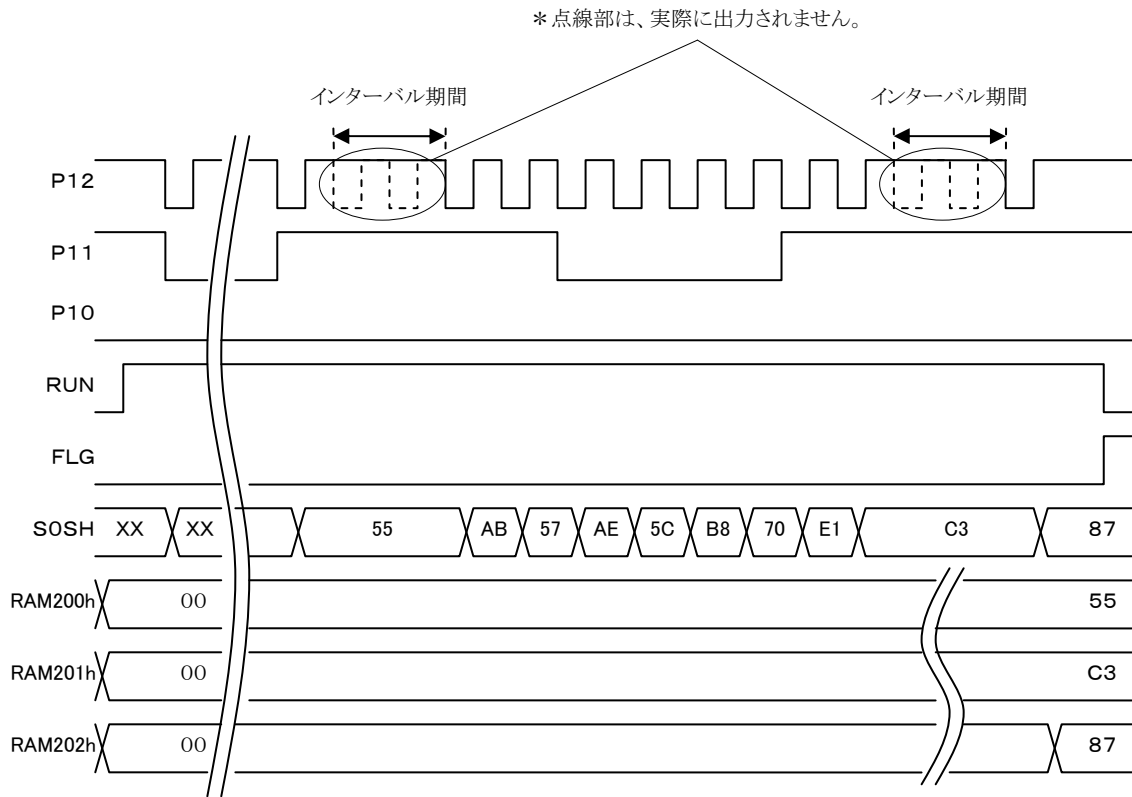 ＊点線部は、実際に出力されません。
インターバル期間 インターバル期間
P12
P11
P10
RUN
FLG
S0SH XX XX 55 AB 57 AE 5C B8 70 E1 C3 87
RAM200h 00 55
RAM201h 00 C3
RAM202h 00 87